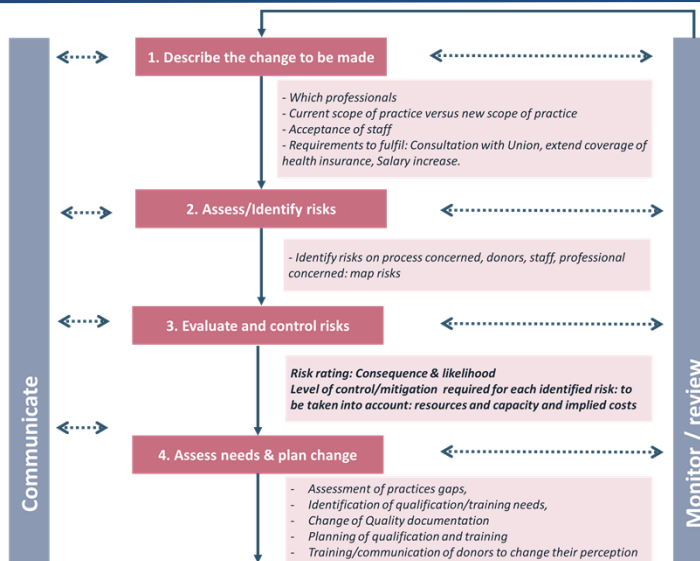 1. Describe the change to be made
- Which professionals
- Current scope of practice versus new scope of practice
- Acceptance of staff
- Requirements to fulfil: Consultation with Union, extend coverage of
health insurance, Salary increase.
2. Assess/Identify risks
- Identify risks on process concerned, donors, staff, professional
concerned: map risks
3. Evaluate and control risks
Risk rating: Consequence & likelihood
Level of control/mitigation required for each identified risk: to
be taken into account: resources and capacity and implied costs
4. Assess needs & plan change
- Assessment of practices gaps,
- Identification of qualification/training needs,
- Change of Quality documentation
- Planning of qualification and training
- Training/communication of donors to change their perception
Communicate
Monitor / review